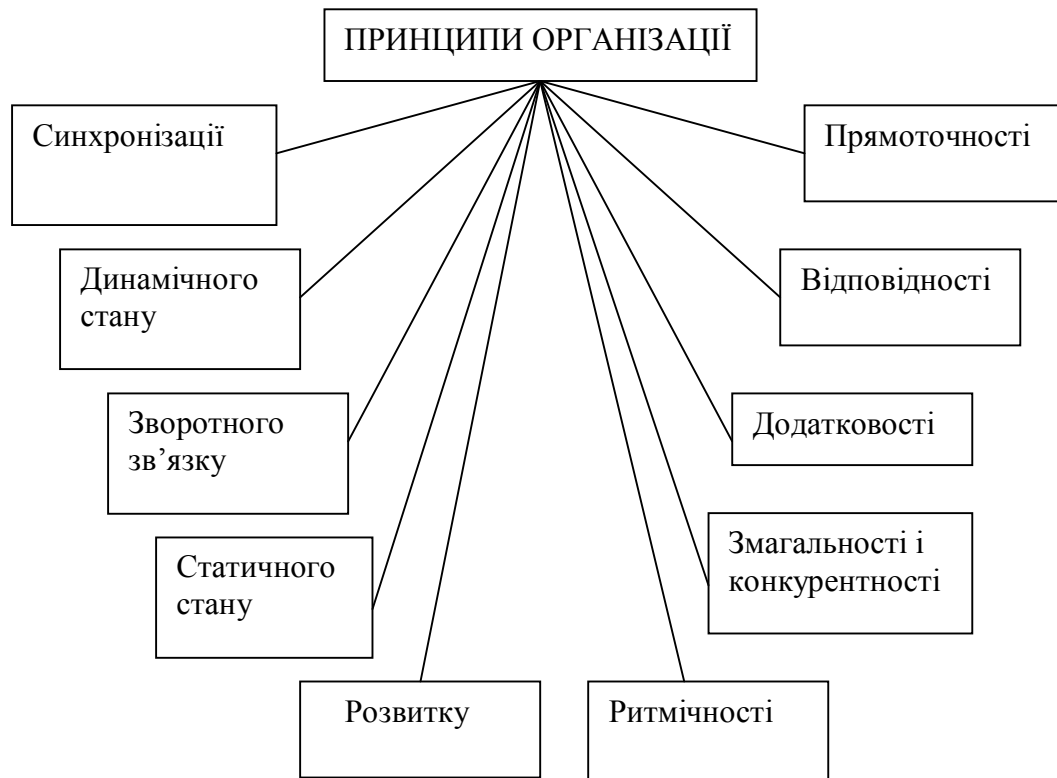 ПРИНЦИПИ ОРГАНІЗАЦІЇ
Синхронізації
Прямоточності
Динамічного
стану
Відповідності
Зворотного
зв’язку
Додатковості
Статичного
стану
Змагальності і
конкурентності
Розвитку
Ритмічності